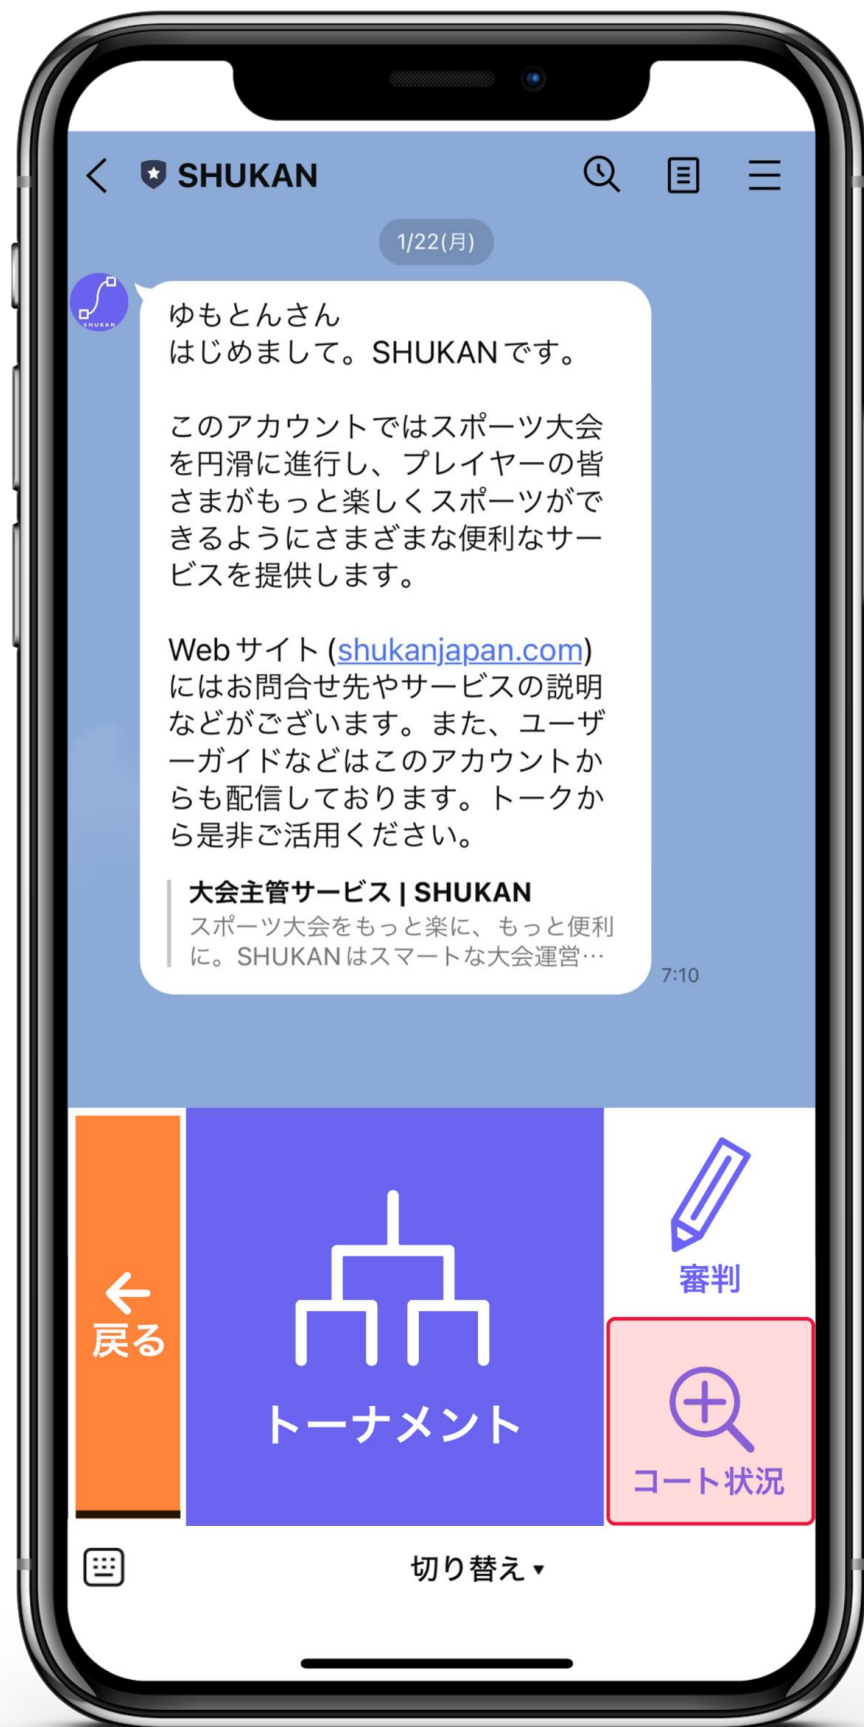 SHUKAN
1/22(月)
SHUKAN
ゆもとんさん
はじめまして。SHUKANです。
このアカウントではスポーツ大会
を円滑に進行し、プレイヤーの皆
さまがもっと楽しくスポーツがで
きるようにさまざまな便利なサー
ビスを提供します。
Webサイト(shukanjapan.com)
にはお問合せ先やサービスの説明
などがございます。また、ユーザ
ーガイドなどはこのアカウントか
らも配信しております。トークか
ら是非ご活用ください。
大会主管サービス | SHUKAN
スポーツ大会をもっと楽に、もっと便利
に。SHUKANはスマートな大会運営…
7:10
戻る
トーナメント
審判
コート状況
切り替え